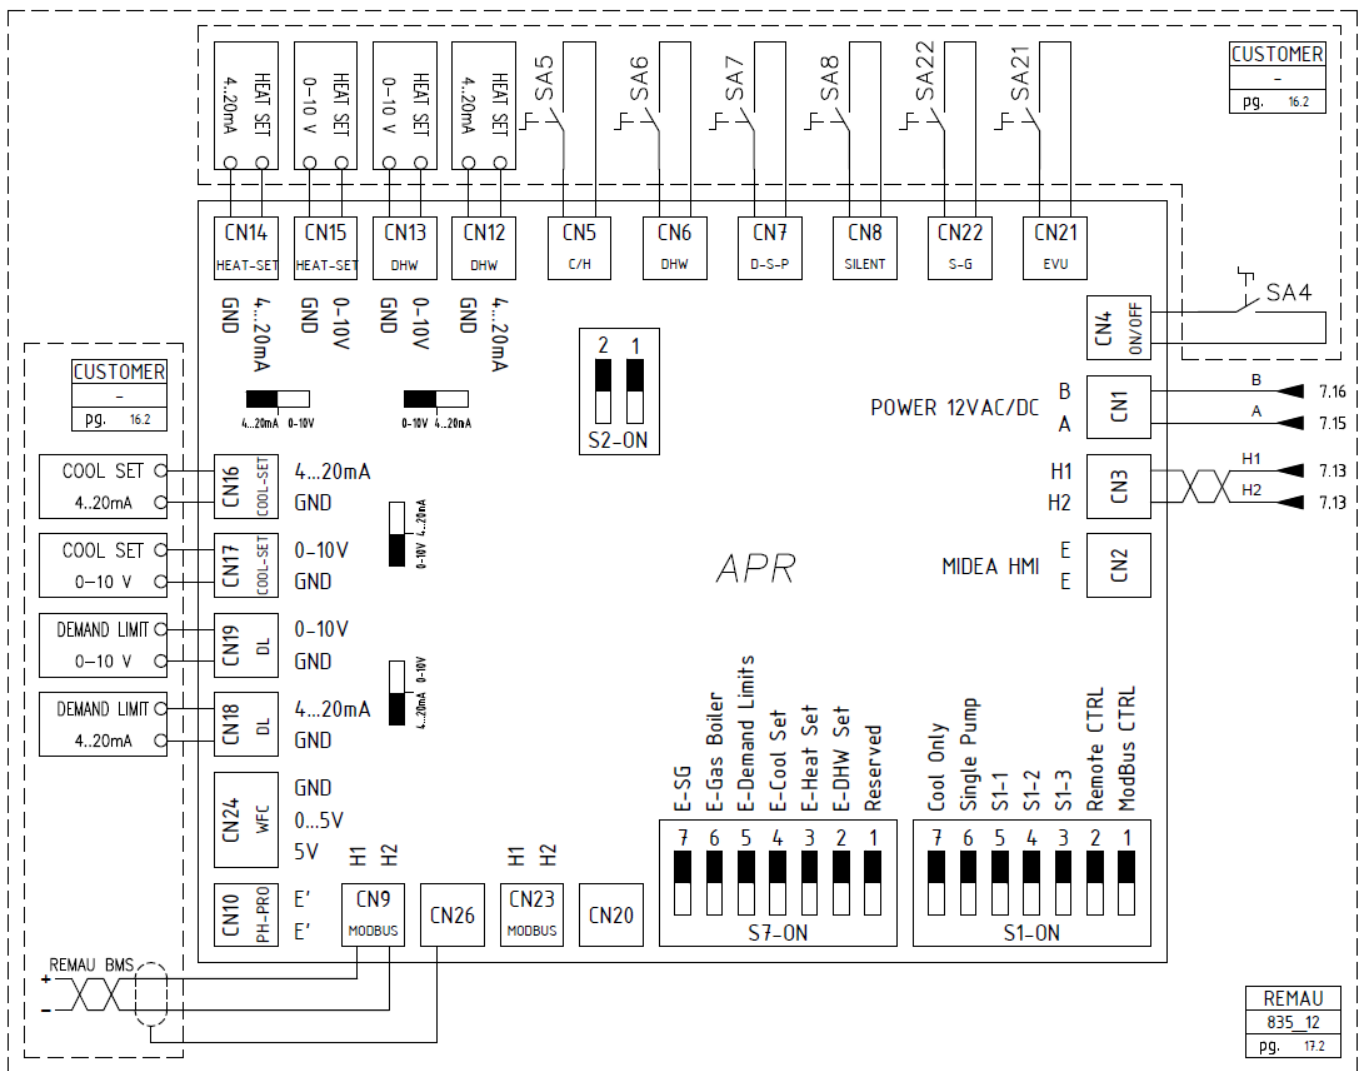 HEAT SET
4..20mA
HEAT SET
0-10 V
HEAT SET
0-10 V
HEAT SET
4..20mA
SA5
SA6
SA7
SA8
SA22
SA21
CUSTOMER
-
pg. 16.2
CN14
HEAT-SET
CN15
HEAT-SET
CN13
DHW
CN12
DHW
CN5
C/H
CN6
DHW
CN7
D-S-P
CN8
SILENT
CN22
S-G
CN21
EVU
GND
4...20mA
GND
0-10V
GND
0-10V
GND
4...20mA
4...20mA 0-10V
0-10V 4...20mA
2 1
S2-ON
CN4
ON/OFF
SA4
POWER 12VAC/DC
B
A
CN1
B
7.16
A
7.15
H1
H2
CN3
H1
7.13
H2
7.13
MIDEA HMI
E
E
CN2
APR
CUSTOMER
-
pg. 16.2
COOL SET
4..20mA
CN16
COOL-SET
4...20mA
GND
0-10V 4...20mA
COOL SET
0-10 V
CN17
COOL-SET
0-10V
GND
DEMAND LIMIT
0-10 V
CN19
DL
0-10V
GND
4...20mA 0-10V
DEMAND LIMIT
4..20mA
CN18
DL
4...20mA
GND
CN24
WFC
GND
0...5V
5V
CN10
PH-PRO
E'
E'
H1
H2
CN9
MODBUS
CN26
H1
H2
CN23
MODBUS
CN20
E-SG
E-Gas Boiler
E-Demand Limits
E-Cool Set
E-Heat Set
E-DHW Set
Reserved
7 6 5 4 3 2 1
S7-ON
Cool Only
Single Pump
S1-1
S1-2
S1-3
Remote CTRL
ModBus CTRL
7 6 5 4 3 2 1
S1-ON
REMAU BMS
+
-
REMAU
835_12
pg. 17.2